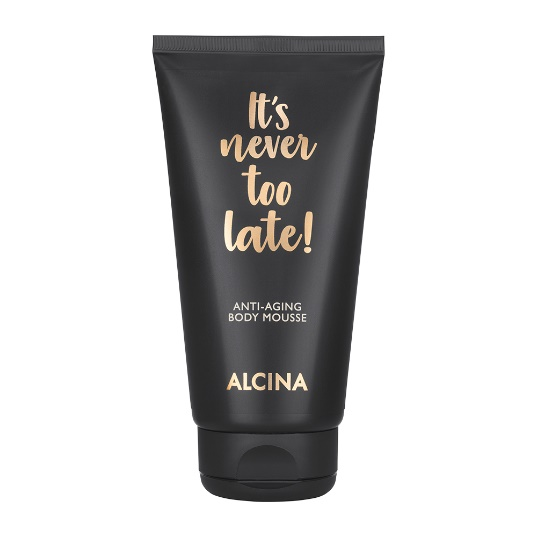 It's
never
too
late!
ANTI-AGING
BODY MOUSSE
ALCINA